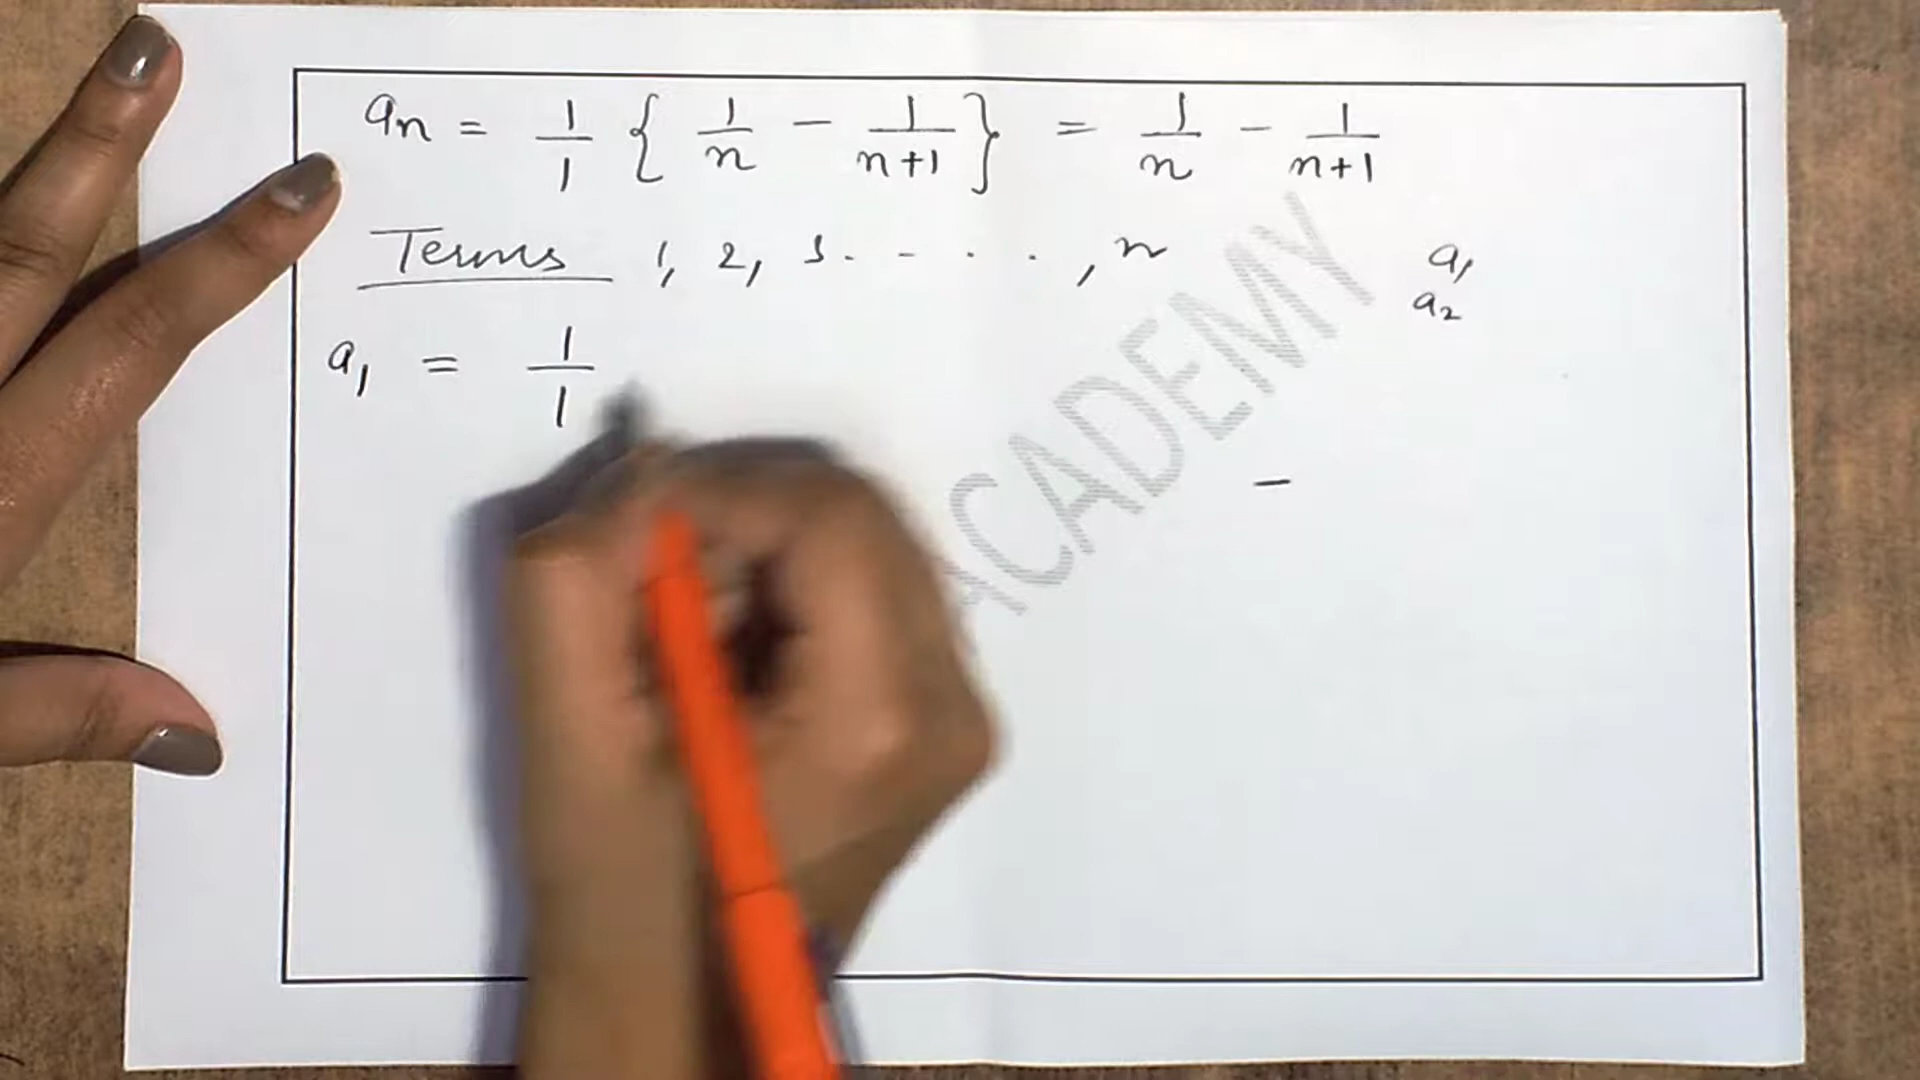 an = 1/1 { 1/n - 1/n+1 } = 1/n - 1/n+1
Terms 1, 2, 3. - . . , n
a1
a2
a1 = 1/1
-
ACADEMY